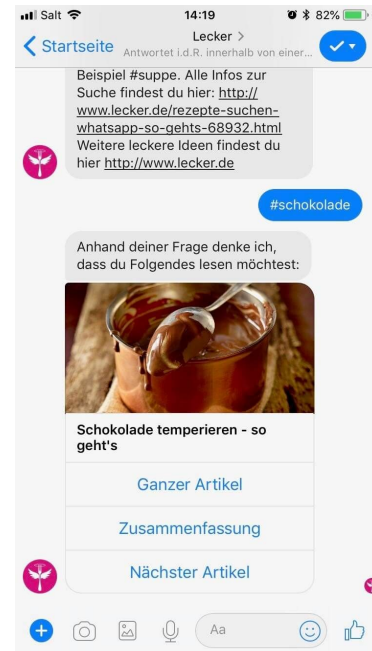 Salt 14:19 82%
Startseite
Lecker >
Antwortet i.d.R. innerhalb von einer...
Beispiel #suppe. Alle Infos zur
Suche findest du hier: http://
www.lecker.de/rezepte-suchen-
whatsapp-so-gehts-68932.html
Weitere leckere Ideen findest du
hier http://www.lecker.de
#schokolade
Anhand deiner Frage denke ich,
dass du Folgendes lesen möchtest:
Schokolade temperieren - so
geht's
Ganzer Artikel
Zusammenfassung
Nächster Artikel
Aa